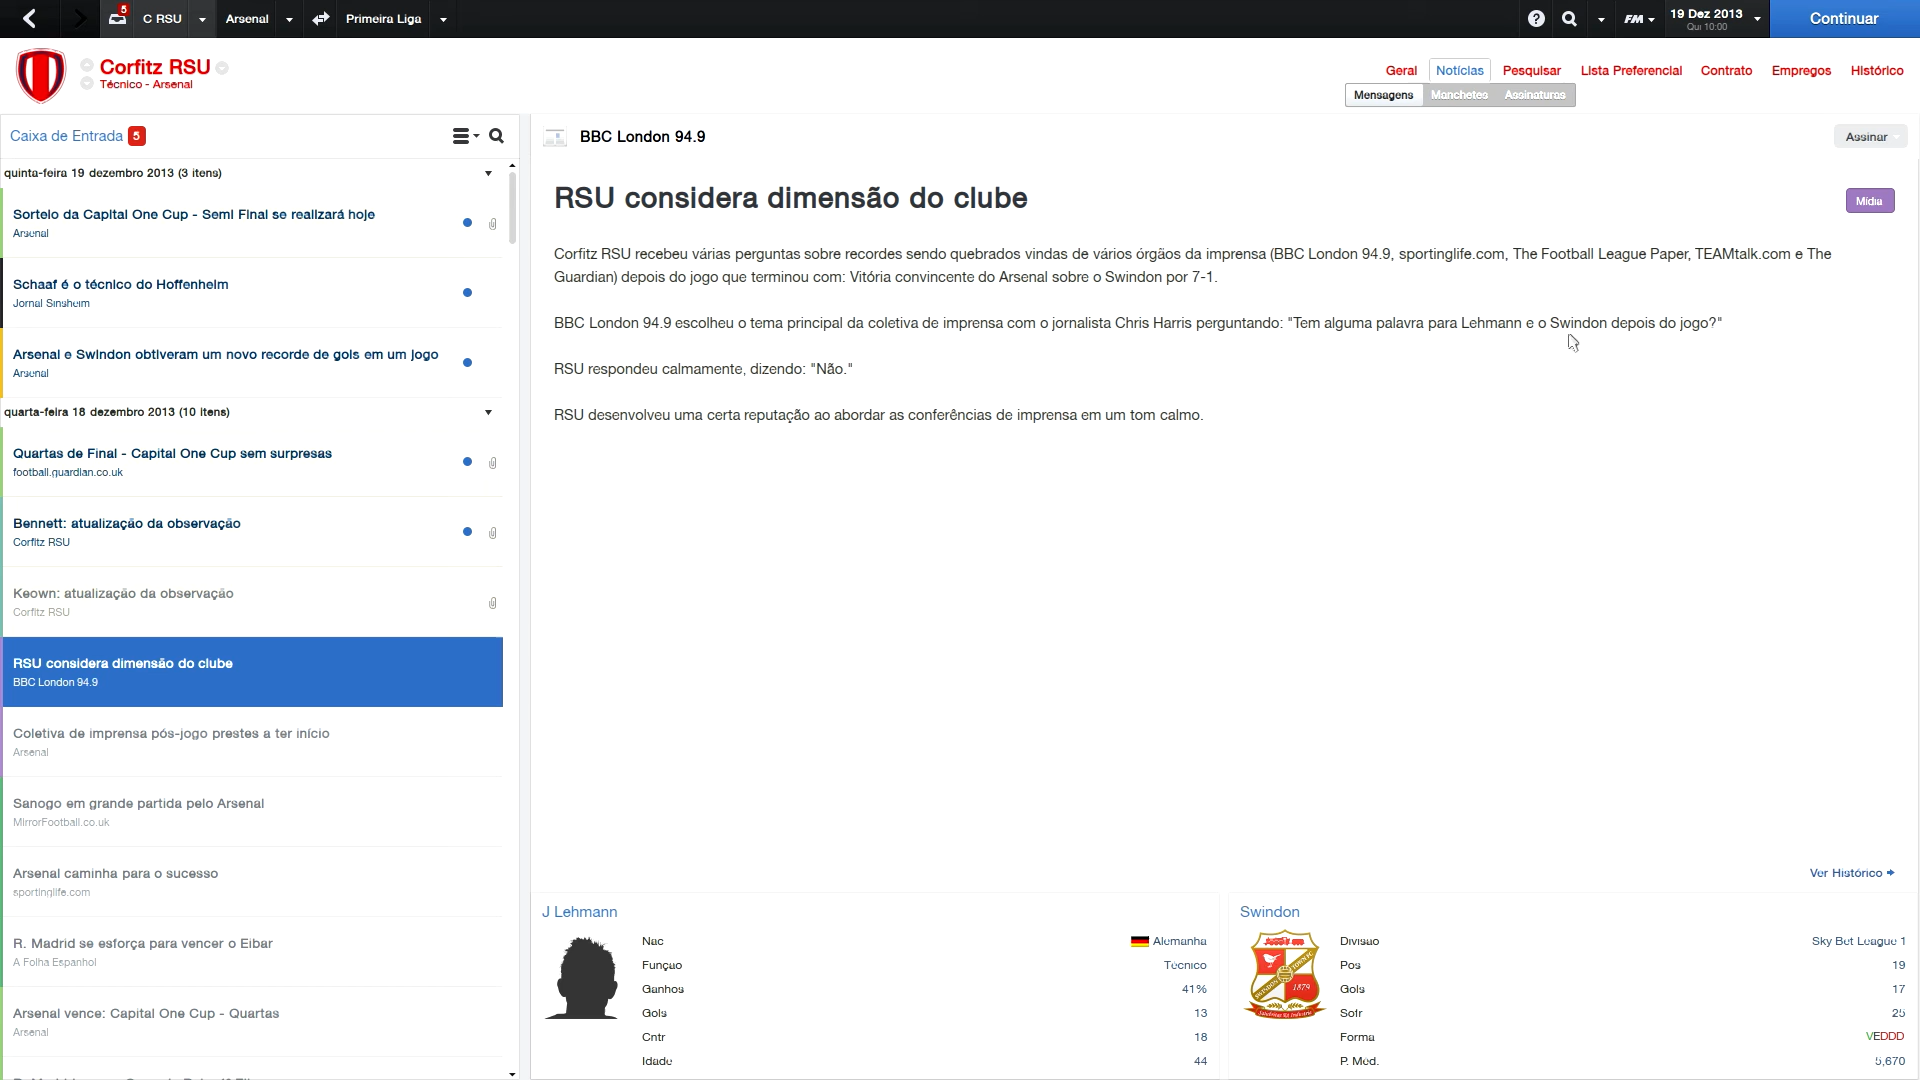 5
C RSU
Arsenal
Primeira Liga
FM
19 Dez 2013
Qui 10:00
Continuar
Corfitz RSU
Técnico - Arsenal
Geral
Notícias
Pesquisar
Lista Preferencial
Contrato
Empregos
Histórico
Mensagens
Manchetes
Assinaturas
Caixa de Entrada 5
quinta-feira 19 dezembro 2013 (3 itens)
Sorteio da Capital One Cup - Semi Final se realizará hoje
Arsenal
Schaaf é o técnico do Hoffenheim
Jornal Sinsheim
Arsenal e Swindon obtiveram um novo recorde de gols em um jogo
Arsenal
quarta-feira 18 dezembro 2013 (10 itens)
Quartas de Final - Capital One Cup sem surpresas
football.guardian.co.uk
Bennett: atualização da observação
Corfitz RSU
Keown: atualização da observação
Corfitz RSU
RSU considera dimensão do clube
BBC London 94.9
Coletiva de imprensa pós-jogo prestes a ter início
Arsenal
Sanogo em grande partida pelo Arsenal
MirrorFootball.co.uk
Arsenal caminha para o sucesso
sportinglife.com
R. Madrid se esforça para vencer o Eibar
A Folha Espanhol
Arsenal vence: Capital One Cup - Quartas
Arsenal
BBC London 94.9
Assinar
RSU considera dimensão do clube
Mídia
Corfitz RSU recebeu várias perguntas sobre recordes sendo quebrados vindas de vários órgãos da imprensa (BBC London 94.9, sportinglife.com, The Football League Paper, TEAMtalk.com e The
Guardian) depois do jogo que terminou com: Vitória convincente do Arsenal sobre o Swindon por 7-1.
BBC London 94.9 escolheu o tema principal da coletiva de imprensa com o jornalista Chris Harris perguntando: "Tem alguma palavra para Lehmann e o Swindon depois do jogo?"
RSU respondeu calmamente, dizendo: "Não."
RSU desenvolveu uma certa reputação ao abordar as conferências de imprensa em um tom calmo.
Ver Histórico
J Lehmann
Nac Alemanha
Função Técnico
Ganhos 41%
Gols 13
Cntr 18
Idade 44
Swindon
1879
Divisão Sky Bet League 1
Pos 19
Gols 17
Sofr 25
Forma VEDDD
P. Med. 5,670